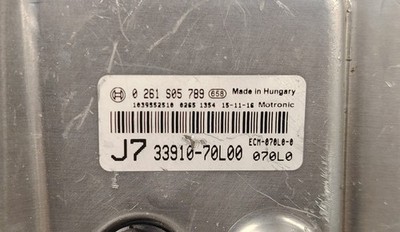 0 261 S05 789 658 Made in Hungary
1039S52510 0265 1354 15-11-16 Motronic
ECM-070L0-0
J7 33910-70L00 070L0